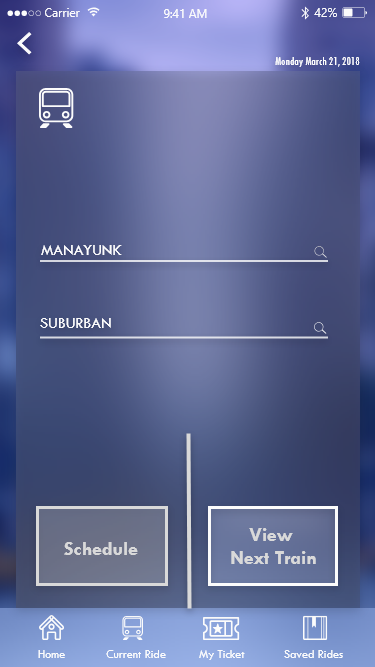 Carrier 9:41 AM 42%
Monday March 21, 2018
MANAYUNK
SUBURBAN
Schedule
View
Next Train
Home Current Ride My Ticket Saved Rides